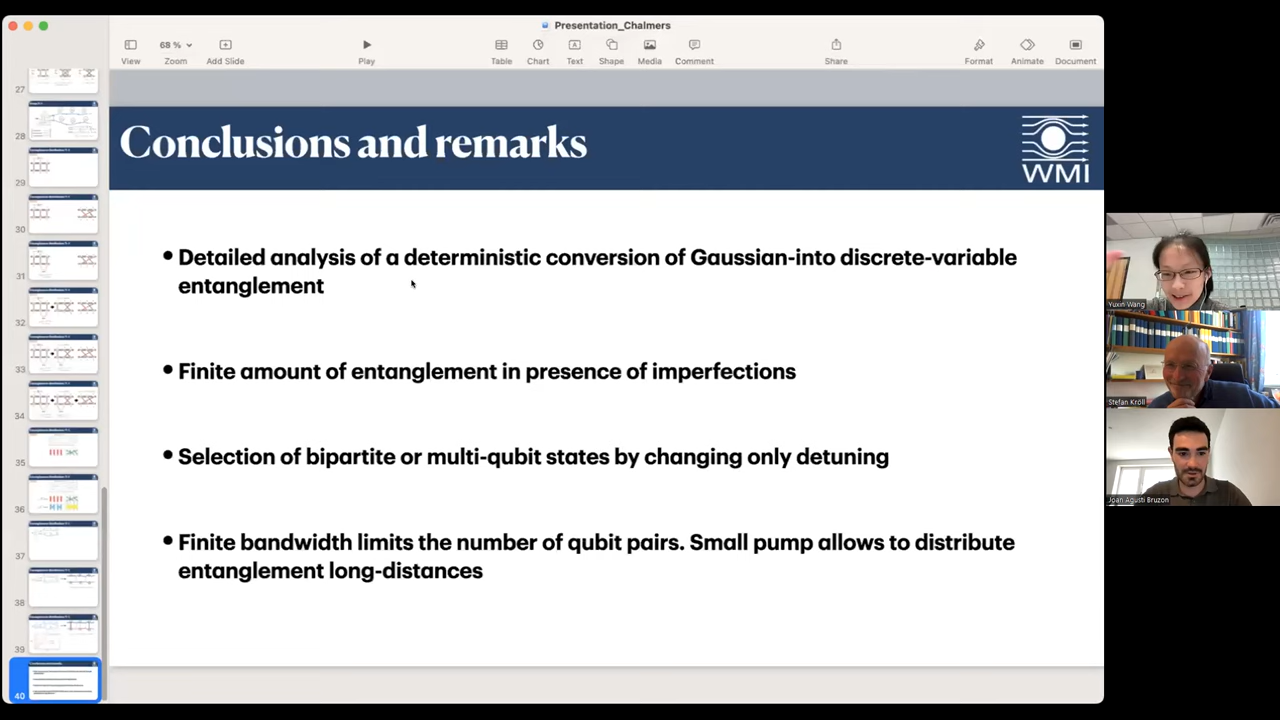 Presentation_Chalmers
68 %
View
Zoom
Add Slide
Play
Table
Chart
Text
Shape
Media
Comment
Share
Format
Animate
Document
Conclusions and remarks
WMI
• Detailed analysis of a deterministic conversion of Gaussian-into discrete-variable
entanglement
• Finite amount of entanglement in presence of imperfections
• Selection of bipartite or multi-qubit states by changing only detuning
• Finite bandwidth limits the number of qubit pairs. Small pump allows to distribute
entanglement long-distances
27
28
29
30
31
32
33
34
35
36
37
38
39
40
Yuxin Wang
Stefan Kröll
Joan Agustí Bruzon